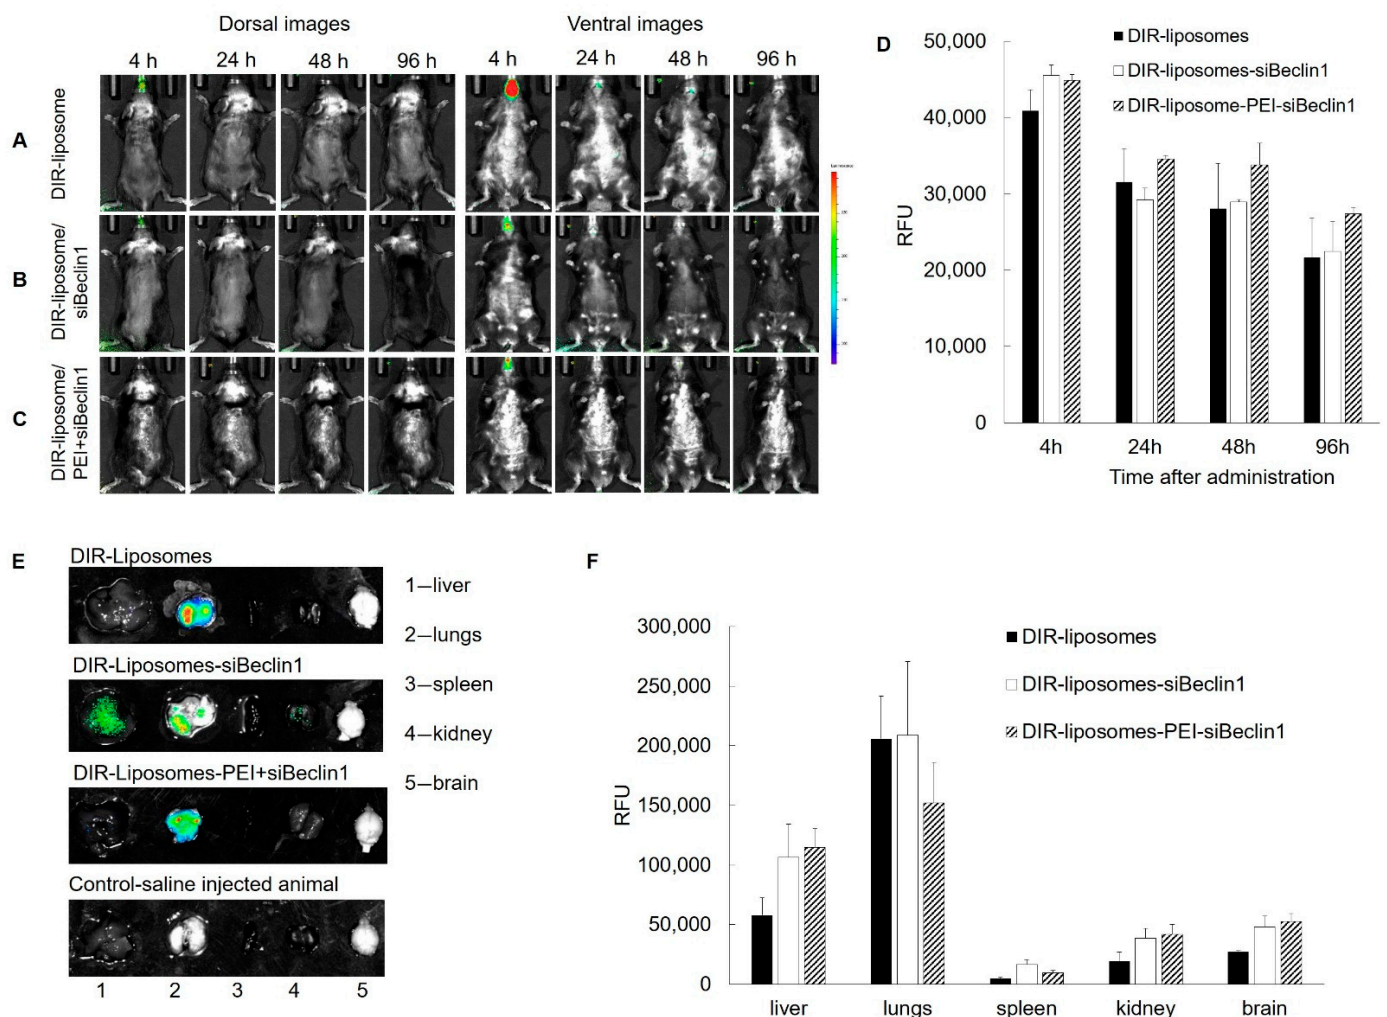 Dorsal images
Ventral images
4 h 24 h 48 h 96 h 4 h 24 h 48 h 96 h
A
DIR-liposome
B
DIR-liposome/
siBeclin1
C
DIR-liposome/
PEI+siBeclin1
D
DIR-liposomes
DIR-liposomes-siBeclin1
DIR-liposome-PEI-siBeclin1
50,000
40,000
30,000
20,000
10,000
0
RFU
4h 24h 48h 96h
Time after administration
E
DIR-Liposomes
DIR-Liposomes-siBeclin1
DIR-Liposomes-PEI+siBeclin1
Control-saline injected animal
1 2 3 4 5
1—liver
2—lungs
3—spleen
4—kidney
5—brain
F
300,000
250,000
200,000
150,000
100,000
50,000
0
RFU
DIR-liposomes
DIR-liposomes-siBeclin1
DIR-liposomes-PEI-siBeclin1
liver lungs spleen kidney brain